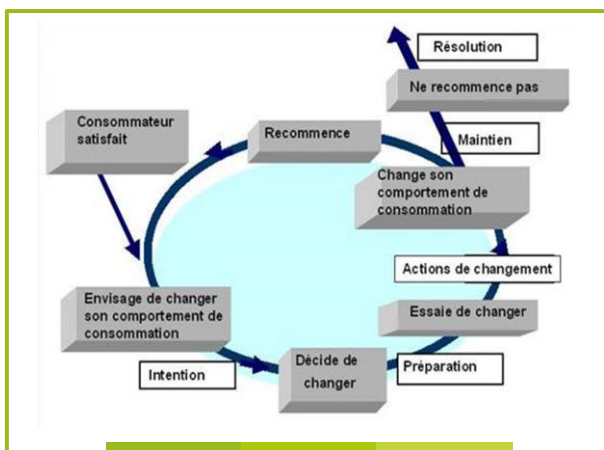 Résolution
Ne recommence pas
Consommateur
satisfait
Recommence
Maintien
Change son
comportement de
consommation
Actions de changement
Envisage de changer
son comportement de
consommation
Essaie de changer
Intention
Décide de
changer
Préparation